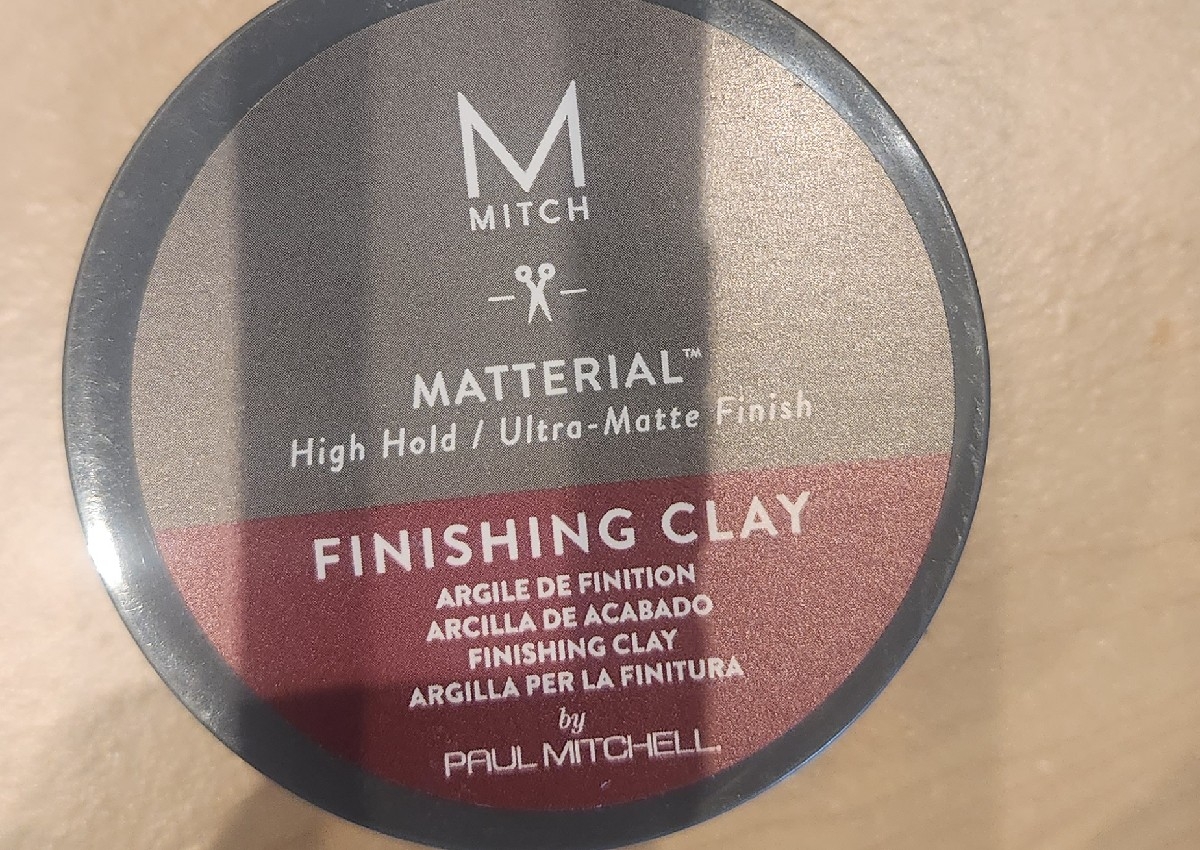 M
MITCH
MATTERIAL™
High Hold / Ultra-Matte Finish
FINISHING CLAY
ARGILE DE FINITION
ARCILLA DE ACABADO
FINISHING CLAY
ARGILLA PER LA FINITURA
by
PAUL MITCHELL.